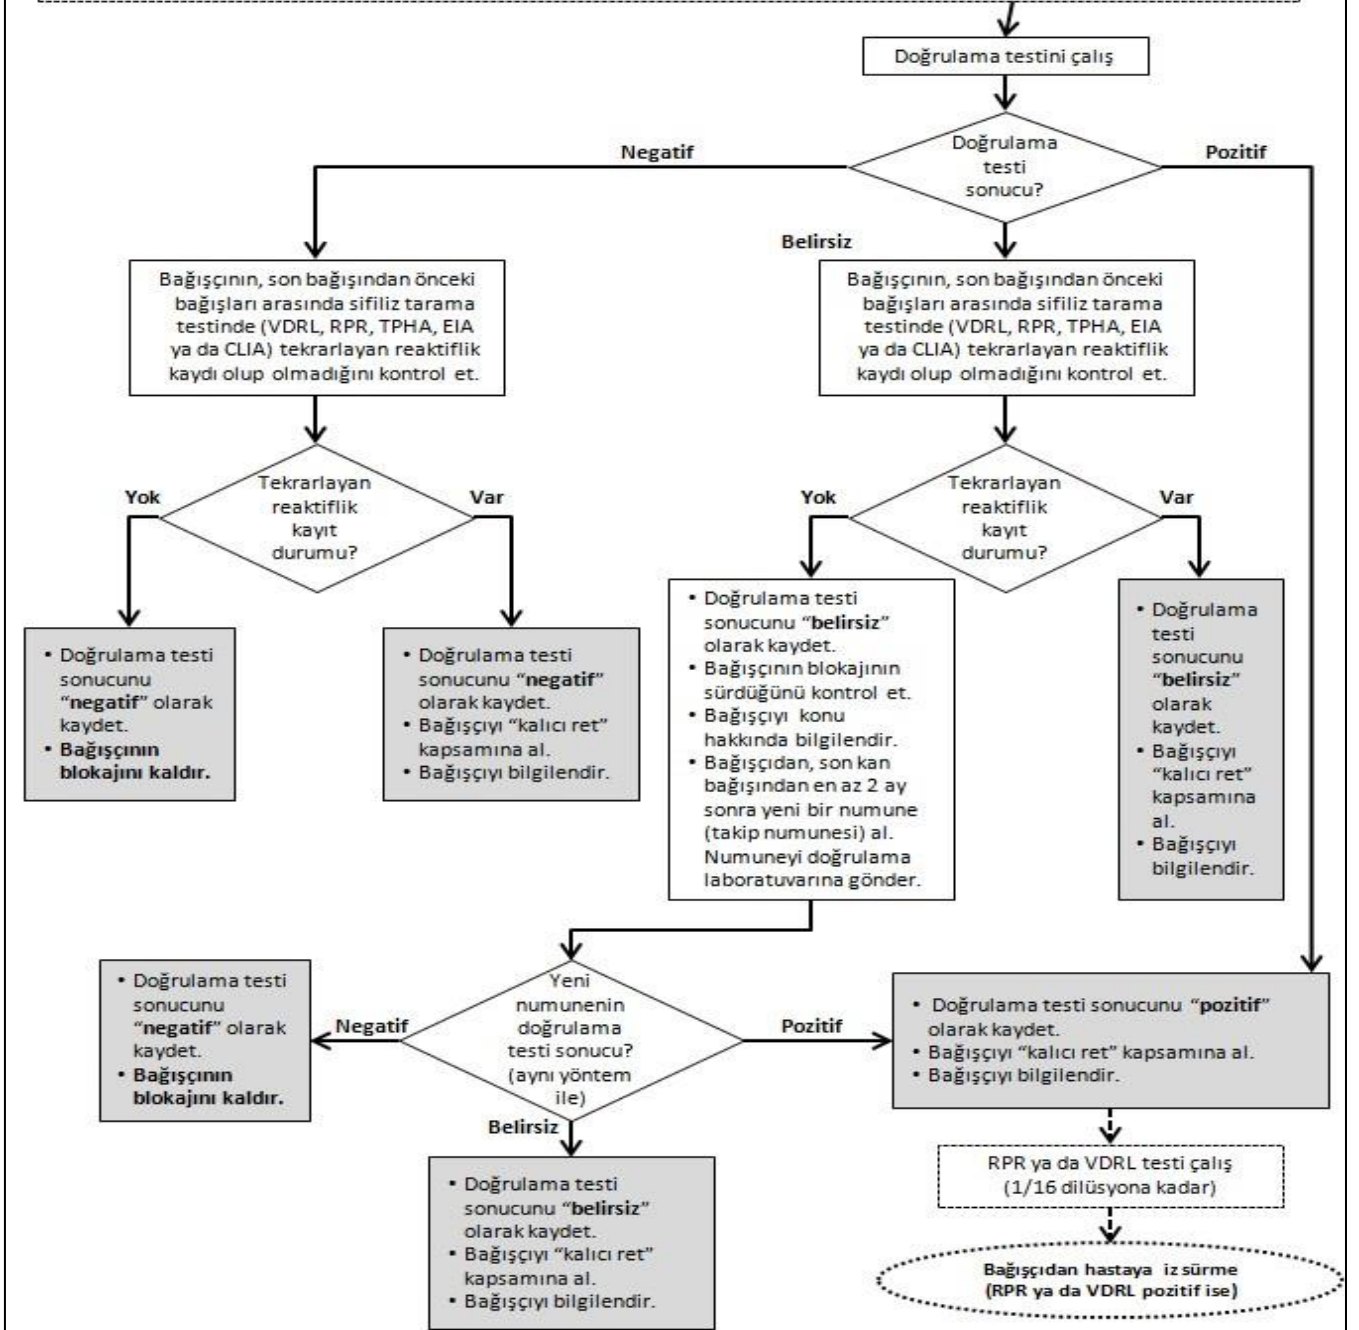 Doğrulama testini çalış
Doğrulama
testi
sonucu?
Negatif
Pozitif
Belirsiz
Bağışçının, son bağışından önceki
bağışları arasında sifiliz tarama
testinde (VDRL, RPR, TPHA, EIA
ya da CLIA) tekrarlayan reaktiflik
kaydı olup olmadığını kontrol et.
Bağışçının, son bağışından önceki
bağışları arasında sifiliz tarama
testinde (VDRL, RPR, TPHA, EIA
ya da CLIA) tekrarlayan reaktiflik
kaydı olup olmadığını kontrol et.
Yok
Tekrarlayan
reaktiflik
kayıt
durumu?
Var
Yok
Tekrarlayan
reaktiflik
kayıt
durumu?
Var
• Doğrulama testi
sonucunu
“negatif” olarak
kaydet.
• Bağışçının
blokajını kaldır.
• Doğrulama testi
sonucunu “negatif”
olarak kaydet.
• Bağışçıyı “kalıcı ret”
kapsamına al.
• Bağışçıyı bilgilendir.
• Doğrulama testi
sonucunu “belirsiz”
olarak kaydet.
• Bağışçının blokajının
sürdüğünü kontrol et.
• Bağışçıyı konu
hakkında bilgilendir.
• Bağışçıdan, son kan
bağışından en az 2 ay
sonra yeni bir numune
(takip numunesi) al.
Numuneyi doğrulama
laboratuvarına gönder.
• Doğrulama
testi
sonucunu
“belirsiz”
olarak
kaydet.
• Bağışçıyı
“kalıcı ret”
kapsamına
al.
• Bağışçıyı
bilgilendir.
• Doğrulama testi
sonucunu
“negatif” olarak
kaydet.
• Bağışçının
blokajını kaldır.
Negatif
Yeni
numunenin
doğrulama
testi sonucu?
(aynı yöntem
ile)
Pozitif
Belirsiz
• Doğrulama testi sonucunu “pozitif”
olarak kaydet.
• Bağışçıyı “kalıcı ret” kapsamına al.
• Bağışçıyı bilgilendir.
• Doğrulama testi
sonucunu “belirsiz”
olarak kaydet.
• Bağışçıyı “kalıcı ret”
kapsamına al.
• Bağışçıyı bilgilendir.
RPR ya da VDRL testi çalış
(1/16 dilüsyona kadar)
Bağışçıdan hastaya iz sürme
(RPR ya da VDRL pozitif ise)